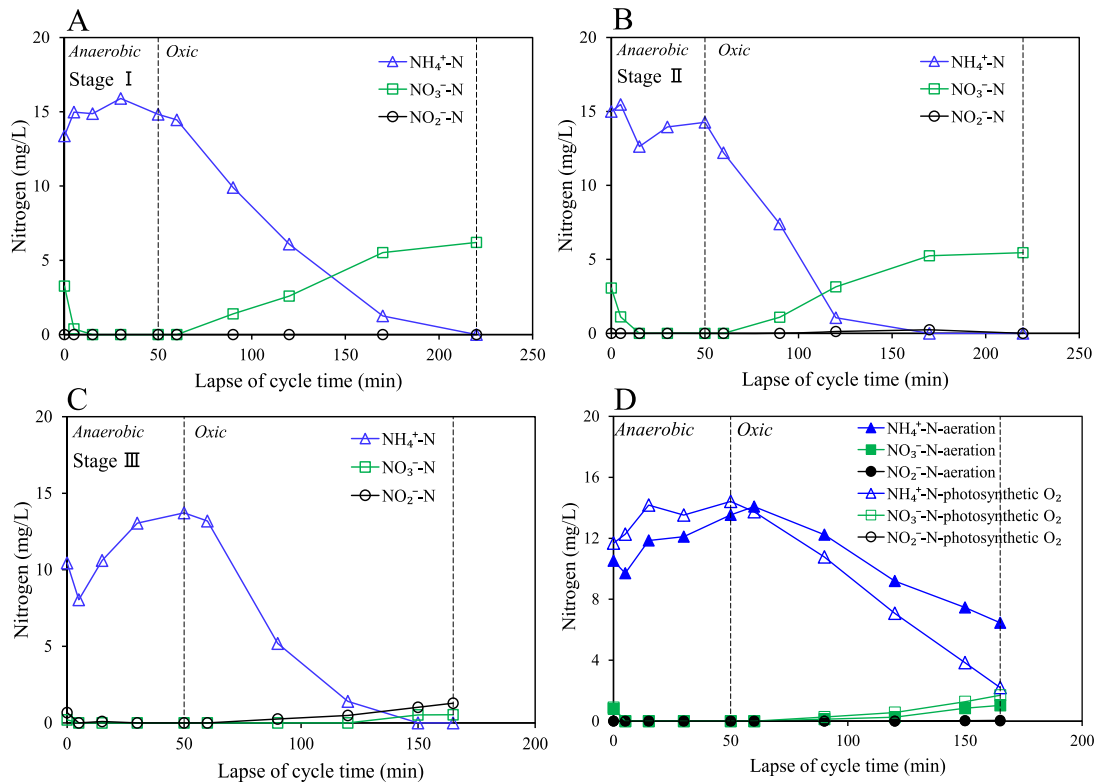 A
Anaerobic Oxic
Stage Ⅰ
NH₄⁺-N
NO₃⁻-N
NO₂⁻-N
Nitrogen (mg/L)
20
15
10
5
0
0 50 100 150 200 250
Lapse of cycle time (min)
B
Anaerobic Oxic
Stage Ⅱ
NH₄⁺-N
NO₃⁻-N
NO₂⁻-N
Nitrogen (mg/L)
20
15
10
5
0
0 50 100 150 200 250
Lapse of cycle time (min)
C
Anaerobic Oxic
Stage Ⅲ
NH₄⁺-N
NO₃⁻-N
NO₂⁻-N
Nitrogen (mg/L)
20
15
10
5
0
0 50 100 150 200
Lapse of cycle time (min)
D
Anaerobic Oxic
NH₄⁺-N-aeration
NO₃⁻-N-aeration
NO₂⁻-N-aeration
NH₄⁺-N-photosynthetic O₂
NO₃⁻-N-photosynthetic O₂
NO₂⁻-N-photosynthetic O₂
Nitrogen (mg/L)
20
16
12
8
4
0
0 50 100 150 200
Lapse of cycle time (min)